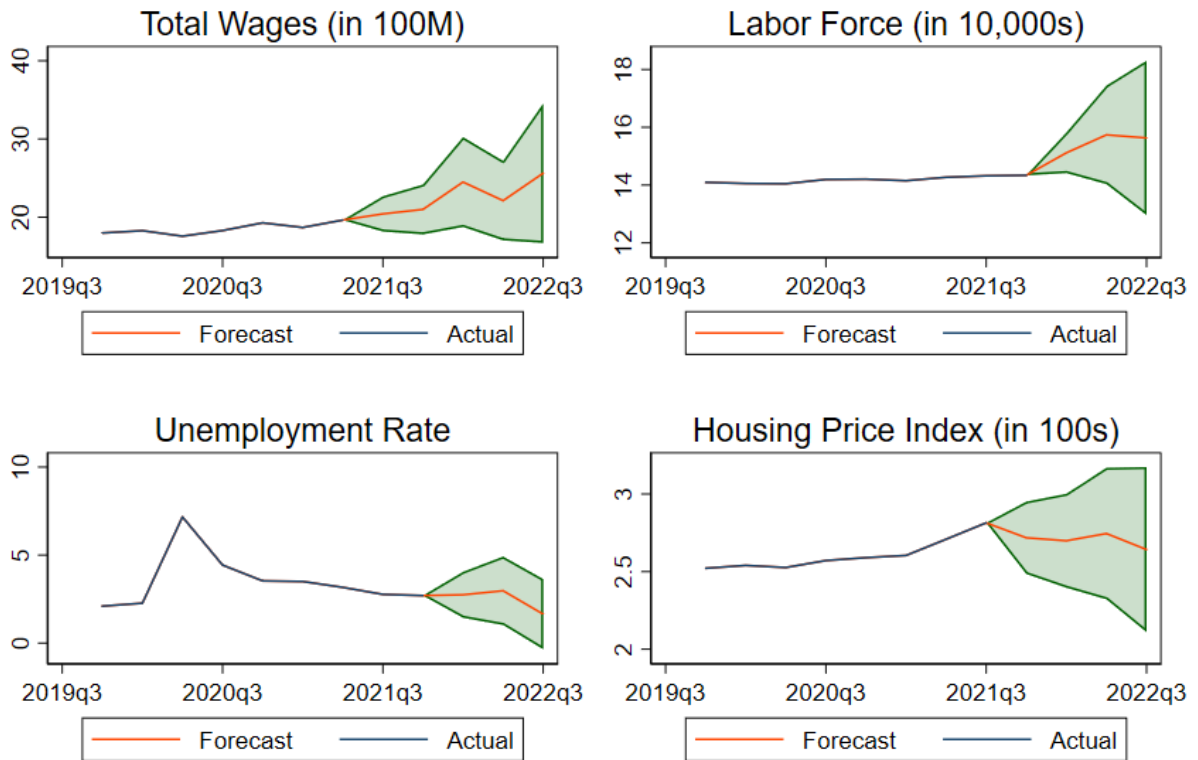 Total Wages (in 100M)
40
30
20
2019q3 2020q3 2021q3 2022q3
Forecast Actual
Labor Force (in 10,000s)
18
16
14
12
2019q3 2020q3 2021q3 2022q3
Forecast Actual
Unemployment Rate
10
5
0
2019q3 2020q3 2021q3 2022q3
Forecast Actual
Housing Price Index (in 100s)
3
2.5
2
2019q3 2020q3 2021q3 2022q3
Forecast Actual